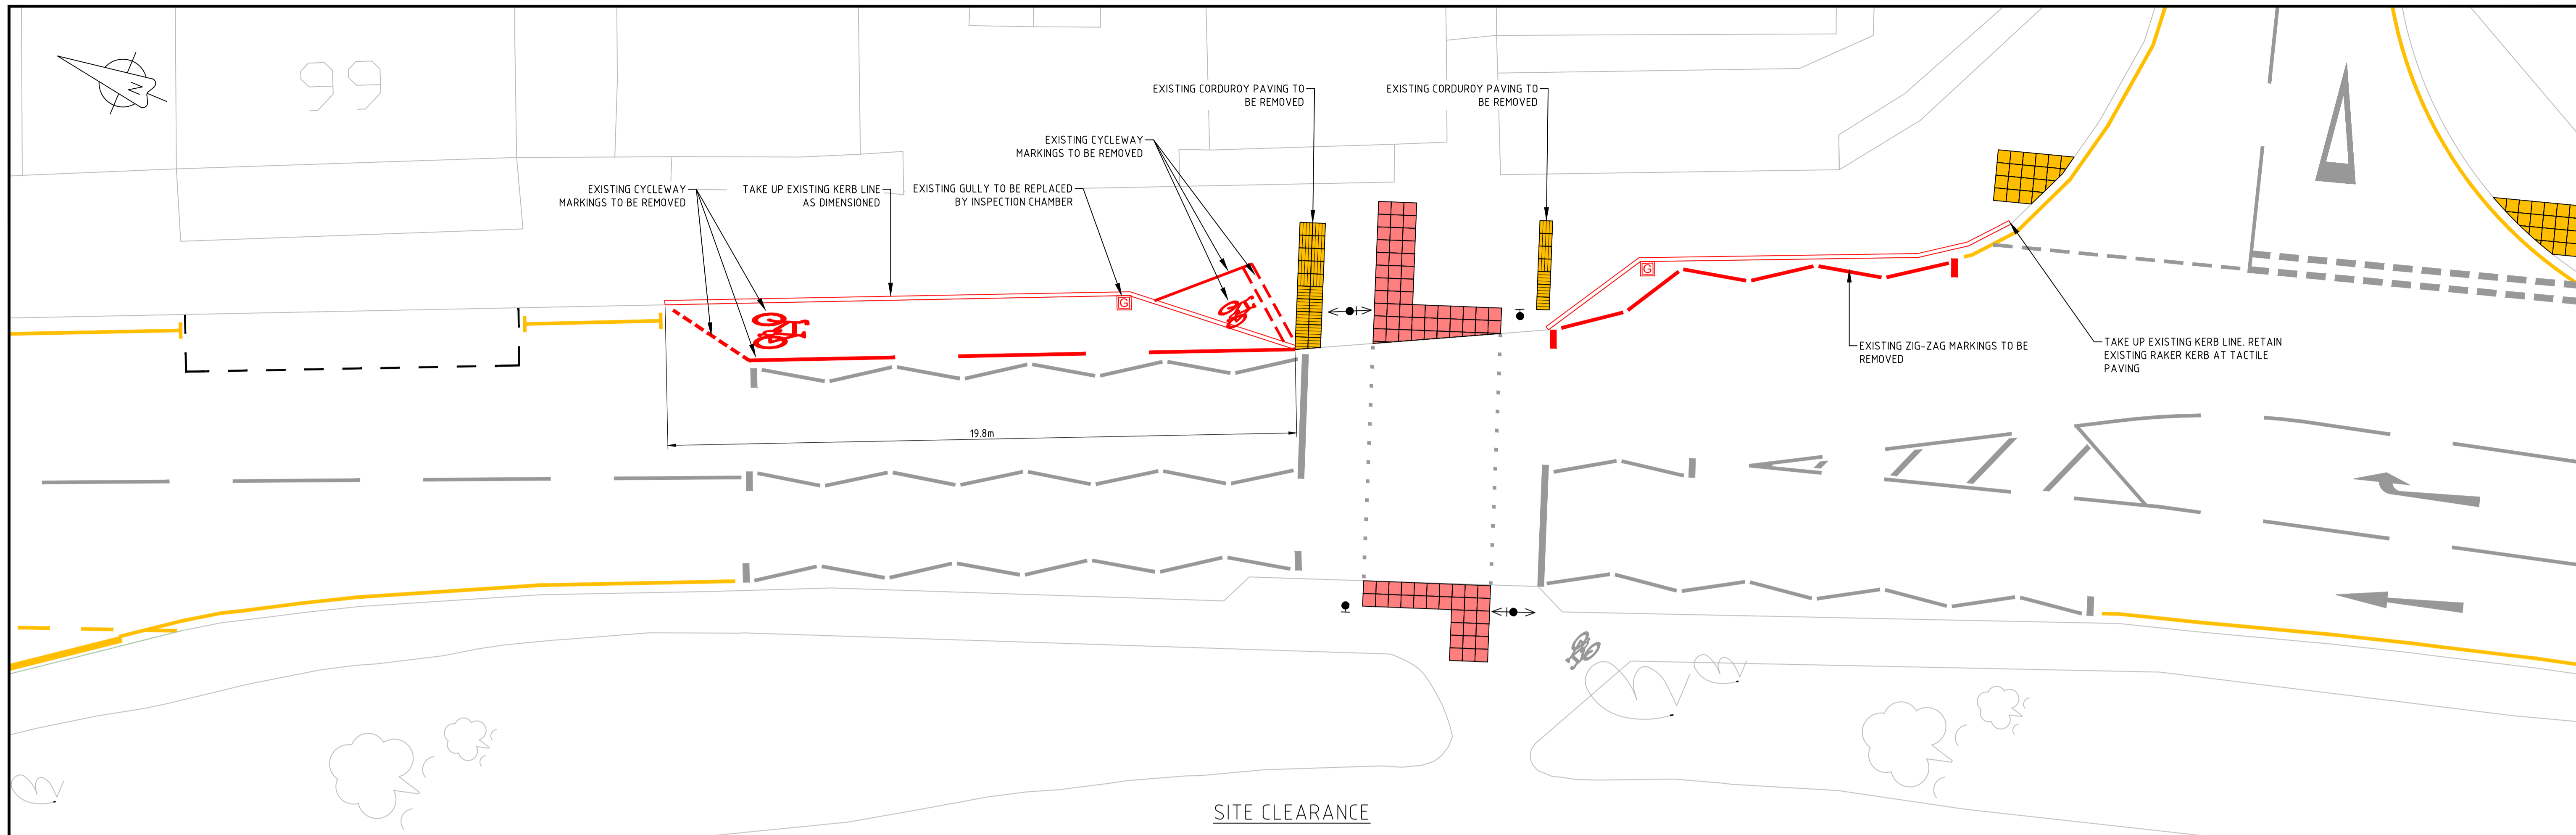 N
99
EXISTING CORDUROY PAVING TO
BE REMOVED
EXISTING CORDUROY PAVING TO
BE REMOVED
EXISTING CYCLEWAY
MARKINGS TO BE REMOVED
EXISTING CYCLEWAY
MARKINGS TO BE REMOVED
TAKE UP EXISTING KERB LINE
AS DIMENSIONED
EXISTING GULLY TO BE REPLACED
BY INSPECTION CHAMBER
G
G
EXISTING ZIG-ZAG MARKINGS TO BE
REMOVED
TAKE UP EXISTING KERB LINE. RETAIN
EXISTING RAKER KERB AT TACTILE
PAVING
19.8m
SITE CLEARANCE